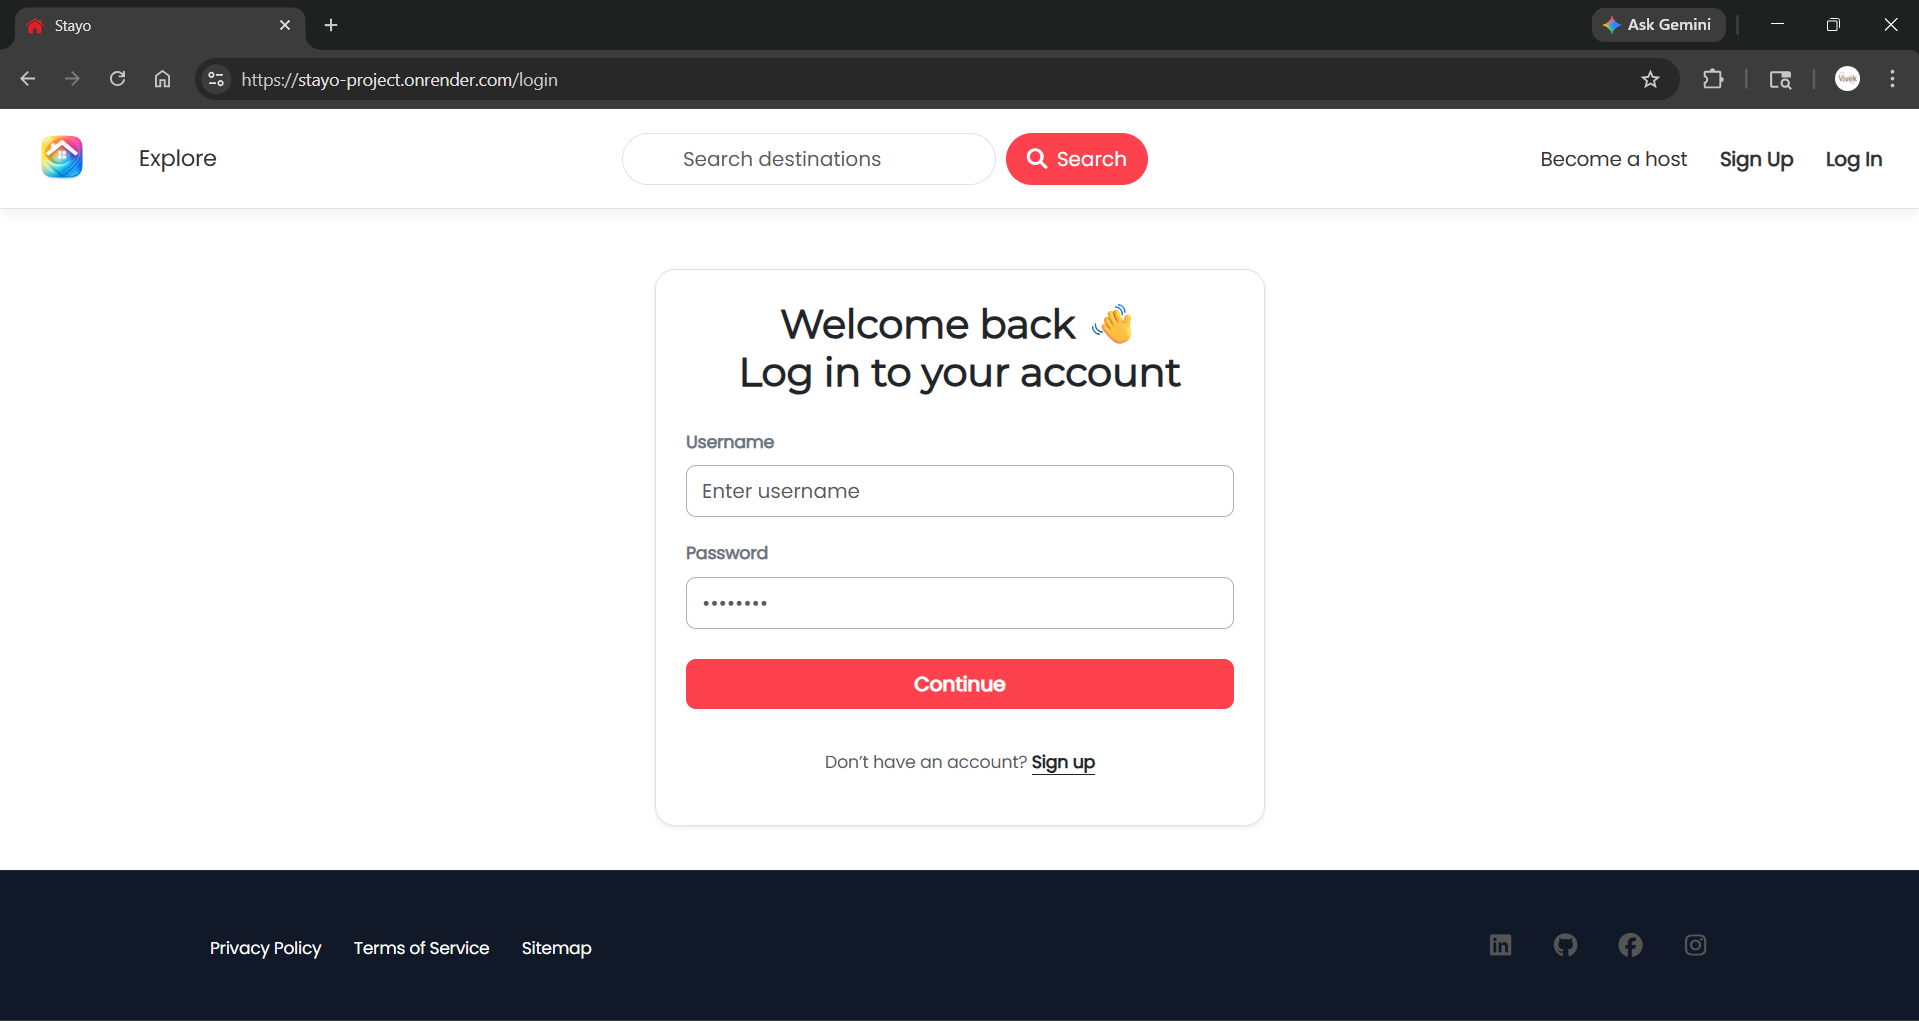 Stayo
Ask Gemini
https://stayo-project.onrender.com/login
Vivek
Explore
Search destinations
Search
Become a host
Sign Up
Log In
Welcome back 👋
Log in to your account
Username
Enter username
Password
••••••••
Continue
Don’t have an account? Sign up
Privacy Policy
Terms of Service
Sitemap